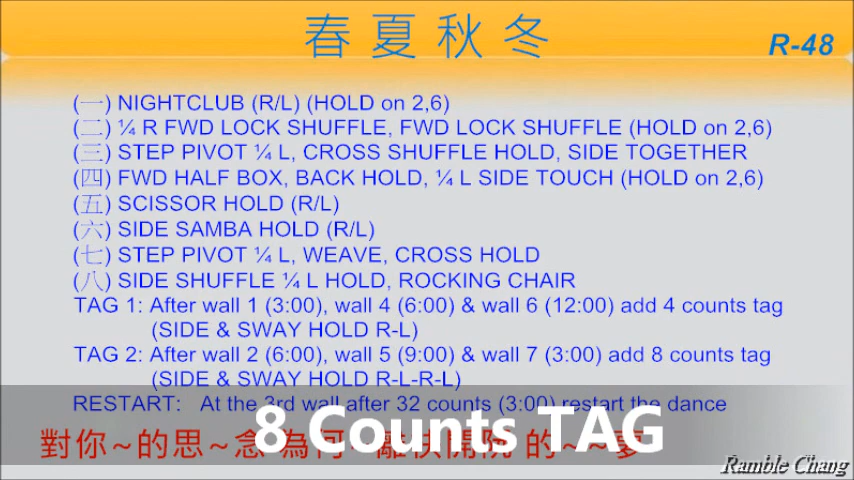 春夏秋冬
R-48
(一) NIGHTCLUB (R/L) (HOLD on 2,6)
(二) ¼ R FWD LOCK SHUFFLE, FWD LOCK SHUFFLE (HOLD on 2,6)
(三) STEP PIVOT ¼ L, CROSS SHUFFLE HOLD, SIDE TOGETHER
(四) FWD HALF BOX, BACK HOLD, ¼ L SIDE TOUCH (HOLD on 2,6)
(五) SCISSOR HOLD (R/L)
(六) SIDE SAMBA HOLD (R/L)
(七) STEP PIVOT ¼ L, WEAVE, CROSS HOLD
(八) SIDE SHUFFLE ¼ L HOLD, ROCKING CHAIR
TAG 1: After wall 1 (3:00), wall 4 (6:00) & wall 6 (12:00) add 4 counts tag
(SIDE & SWAY HOLD R-L)
TAG 2: After wall 2 (6:00), wall 5 (9:00) & wall 7 (3:00) add 8 counts tag
(SIDE & SWAY HOLD R-L-R-L)
RESTART: At the 3rd wall after 32 counts (3:00) restart the dance
8 Counts TAG
對你~的思~念 為何 的~~夢
Ramble Chang